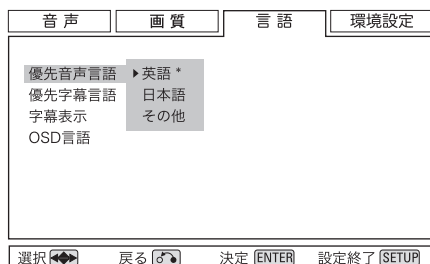 音声 画質 言語 環境設定
優先音声言語 ▶英語 *
優先字幕言語 日本語
字幕表示 その他
OSD言語
選択 戻る 決定 ENTER 設定終了 SETUP